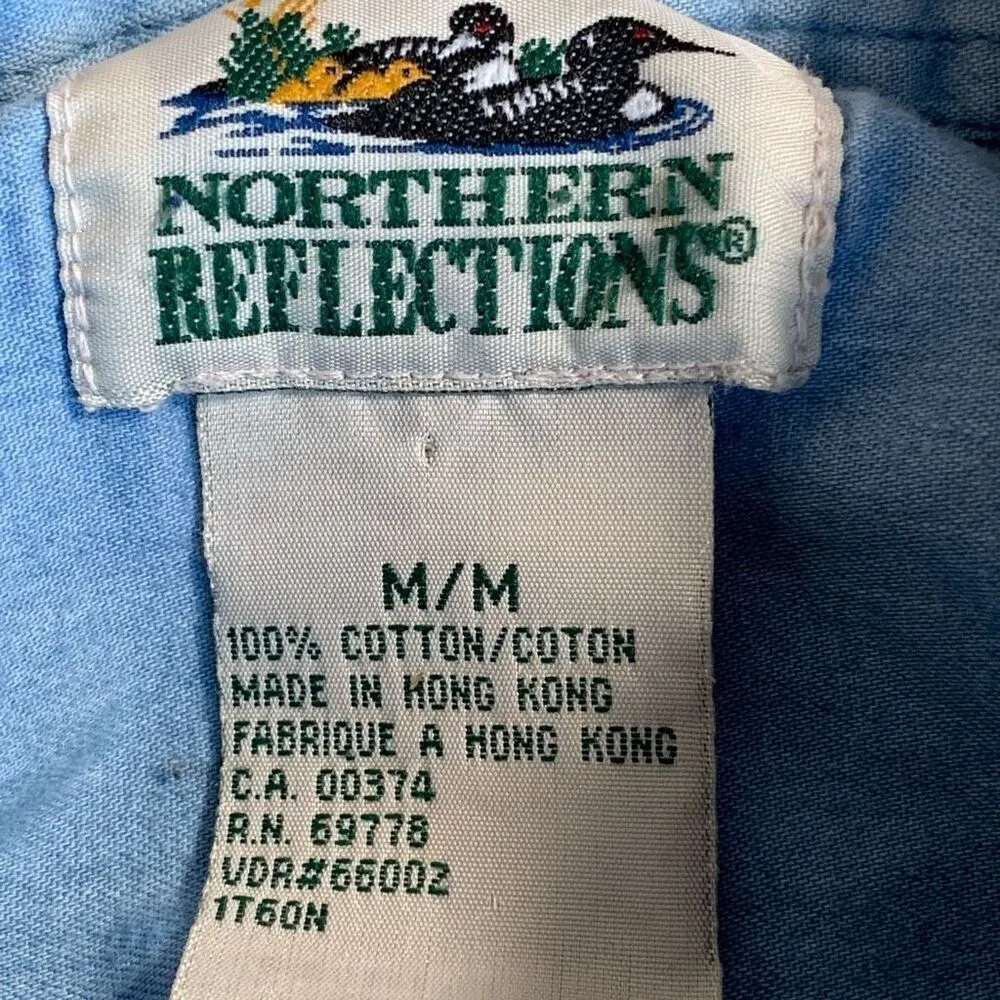 NORTHERN
REFLECTIONS®
M/M
100% COTTON/COTON
MADE IN HONG KONG
FABRIQUE A HONG KONG
C.A. 00374
R.N. 69778
VDR#66002
1T60N